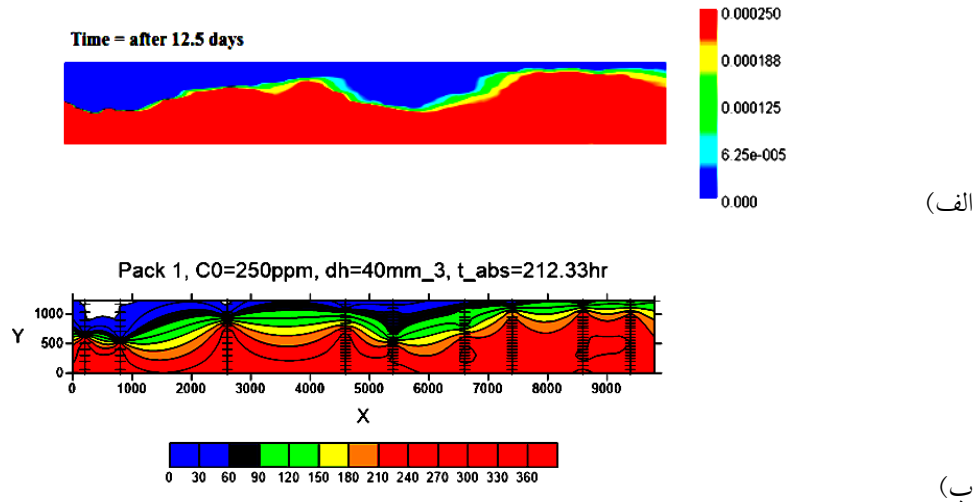 Time = after 12.5 days
0.000250
0.000188
0.000125
6.25e-005
0.000
الف)
Pack 1, C0=250ppm, dh=40mm_3, t_abs=212.33hr
1000
Y
500
0
0 1000 2000 3000 4000 5000 6000 7000 8000 9000
X
0 30 60 90 120 150 180 210 240 270 300 330 360
ب)